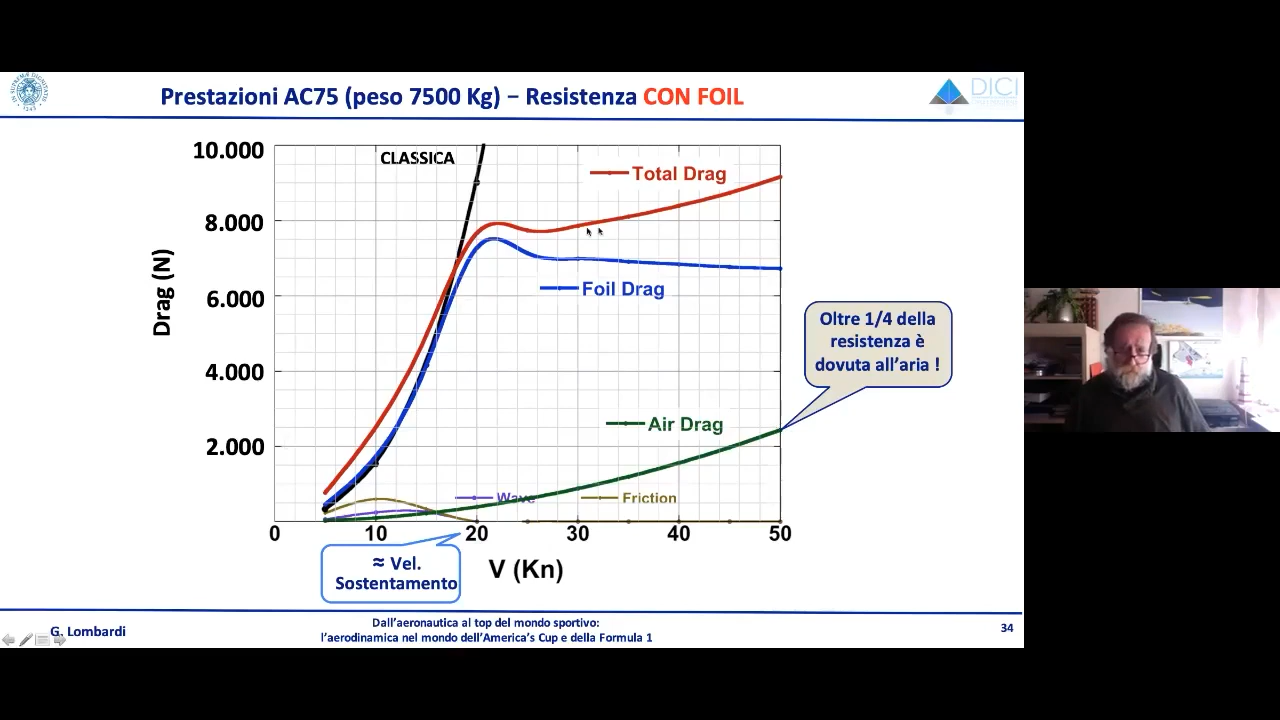 Prestazioni AC75 (peso 7500 Kg) – Resistenza CON FOIL
DICI
10.000
8.000
6.000
4.000
2.000
Drag (N)
CLASSICA
Total Drag
Foil Drag
Air Drag
Wave
Friction
Oltre 1/4 della
resistenza è
dovuta all’aria !
0
10
20
30
40
50
≈ Vel.
Sostentamento
V (Kn)
G. Lombardi
Dall’aeronautica al top del mondo sportivo:
l’aerodinamica nel mondo dell’America’s Cup e della Formula 1
34